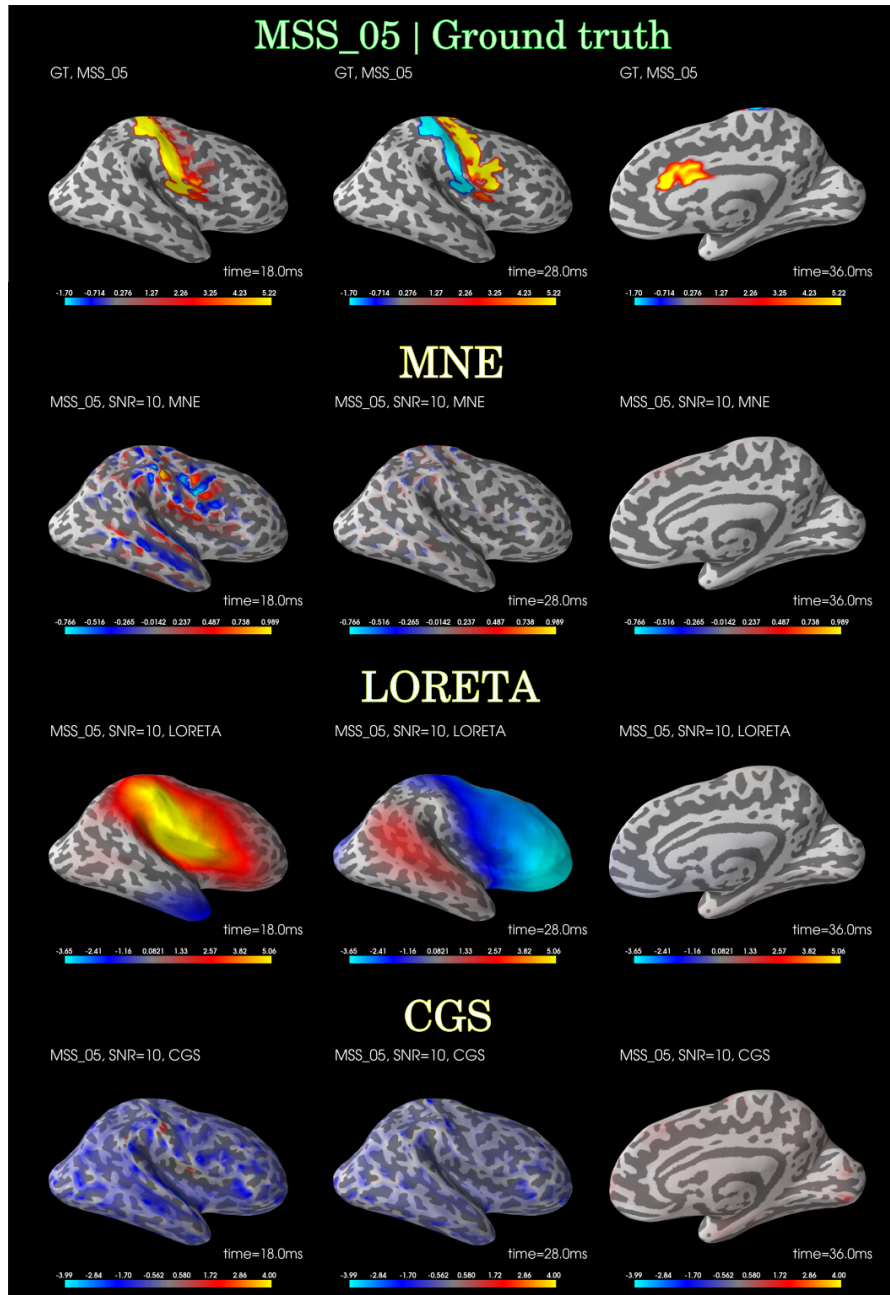 MSS_05 | Ground truth
GT, MSS_05 GT, MSS_05 GT, MSS_05
time=18.0ms time=28.0ms time=36.0ms
-1.70 -0.714 0.276 1.27 2.26 3.25 4.23 5.22 -1.70 -0.714 0.276 1.27 2.26 3.25 4.23 5.22 -1.70 -0.714 0.276 1.27 2.26 3.25 4.23 5.22
MNE
MSS_05, SNR=10, MNE MSS_05, SNR=10, MNE MSS_05, SNR=10, MNE
time=18.0ms time=28.0ms time=36.0ms
-0.766 -0.516 -0.265 -0.0142 0.237 0.487 0.738 0.989 -0.766 -0.516 -0.265 -0.0142 0.237 0.487 0.738 0.989 -0.766 -0.516 -0.265 -0.0142 0.237 0.487 0.738 0.989
LORETA
MSS_05, SNR=10, LORETA MSS_05, SNR=10, LORETA MSS_05, SNR=10, LORETA
time=18.0ms time=28.0ms time=36.0ms
-3.65 -2.41 -1.16 0.0821 1.33 2.57 3.82 5.06 -3.65 -2.41 -1.16 0.0821 1.33 2.57 3.82 5.06 -3.65 -2.41 -1.16 0.0821 1.33 2.57 3.82 5.06
CGS
MSS_05, SNR=10, CGS MSS_05, SNR=10, CGS MSS_05, SNR=10, CGS
time=18.0ms time=28.0ms time=36.0ms
-3.99 -2.84 -1.70 -0.562 0.580 1.72 2.86 4.00 -3.99 -2.84 -1.70 -0.562 0.580 1.72 2.86 4.00 -3.99 -2.84 -1.70 -0.562 0.580 1.72 2.86 4.00